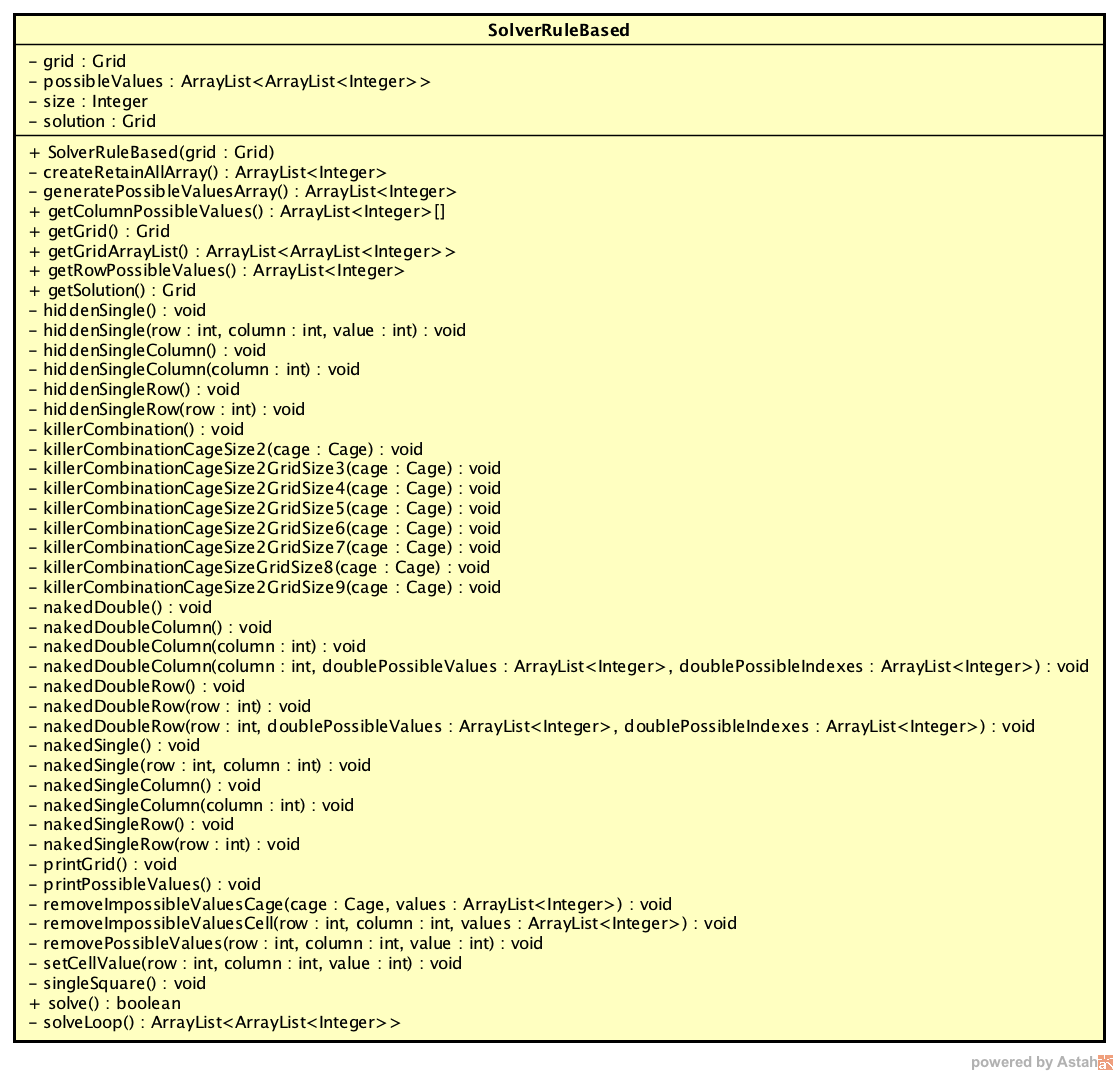 SolverRuleBased
- grid : Grid
- possibleValues : ArrayList<ArrayList<Integer>>
- size : Integer
- solution : Grid
+ SolverRuleBased(grid : Grid)
- createRetainAllArray() : ArrayList<Integer>
- generatePossibleValuesArray() : ArrayList<Integer>
+ getColumnPossibleValues() : ArrayList<Integer>[]
+ getGrid() : Grid
+ getGridArrayList() : ArrayList<ArrayList<Integer>>
+ getRowPossibleValues() : ArrayList<Integer>
+ getSolution() : Grid
- hiddenSingle() : void
- hiddenSingle(row : int, column : int, value : int) : void
- hiddenSingleColumn() : void
- hiddenSingleColumn(column : int) : void
- hiddenSingleRow() : void
- hiddenSingleRow(row : int) : void
- killerCombination() : void
- killerCombinationCageSize2(cage : Cage) : void
- killerCombinationCageSize2GridSize3(cage : Cage) : void
- killerCombinationCageSize2GridSize4(cage : Cage) : void
- killerCombinationCageSize2GridSize5(cage : Cage) : void
- killerCombinationCageSize2GridSize6(cage : Cage) : void
- killerCombinationCageSize2GridSize7(cage : Cage) : void
- killerCombinationCageSizeGridSize8(cage : Cage) : void
- killerCombinationCageSize2GridSize9(cage : Cage) : void
- nakedDouble() : void
- nakedDoubleColumn() : void
- nakedDoubleColumn(column : int) : void
- nakedDoubleColumn(column : int, doublePossibleValues : ArrayList<Integer>, doublePossibleIndexes : ArrayList<Integer>) : void
- nakedDoubleRow() : void
- nakedDoubleRow(row : int) : void
- nakedDoubleRow(row : int, doublePossibleValues : ArrayList<Integer>, doublePossibleIndexes : ArrayList<Integer>) : void
- nakedSingle() : void
- nakedSingle(row : int, column : int) : void
- nakedSingleColumn() : void
- nakedSingleColumn(column : int) : void
- nakedSingleRow() : void
- nakedSingleRow(row : int) : void
- printGrid() : void
- printPossibleValues() : void
- removeImpossibleValuesCage(cage : Cage, values : ArrayList<Integer>) : void
- removeImpossibleValuesCell(row : int, column : int, values : ArrayList<Integer>) : void
- removePossibleValues(row : int, column : int, value : int) : void
- setCellValue(row : int, column : int, value : int) : void
- singleSquare() : void
+ solve() : boolean
- solveLoop() : ArrayList<ArrayList<Integer>>
powered by Astah